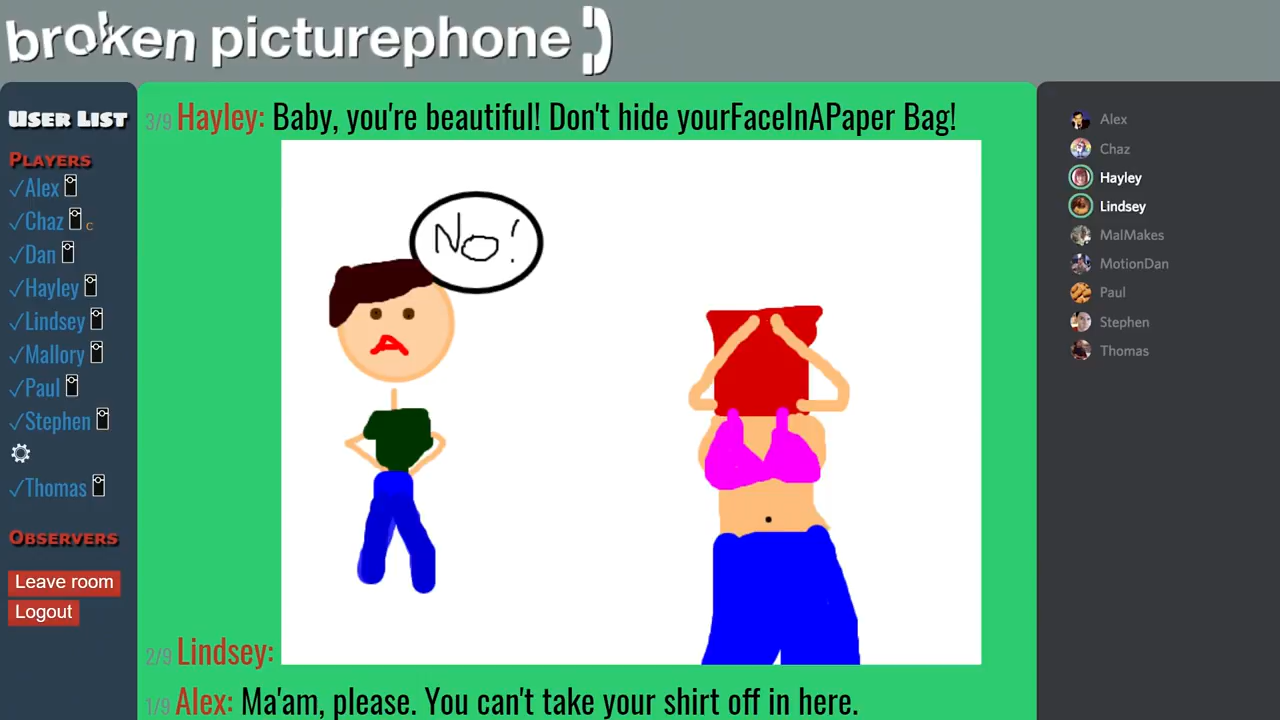 broken picturephone
User List
Players
✓Alex
✓Chaz c
✓Dan
✓Hayley
✓Lindsey
✓Mallory
✓Paul
✓Stephen
✓Thomas
Observers
Leave room
Logout
3/9 Hayley: Baby, you're beautiful! Don't hide yourFaceInAPaper Bag!
No!
2/9 Lindsey:
1/9 Alex: Ma'am, please. You can't take your shirt off in here.
Alex
Chaz
Hayley
Lindsey
MalMakes
MotionDan
Paul
Stephen
Thomas